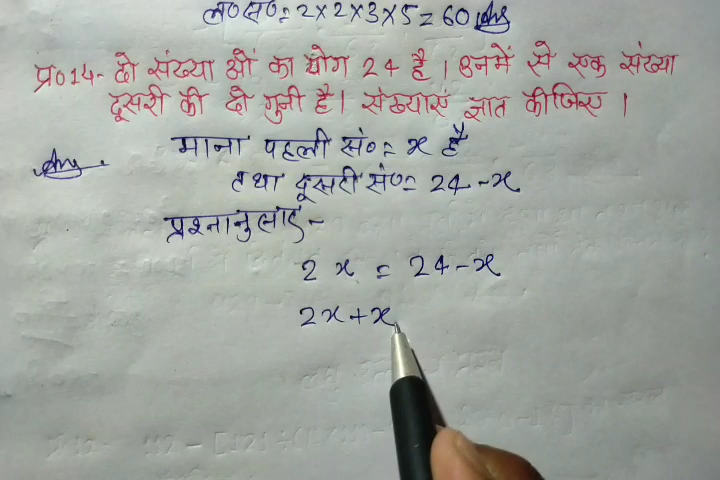 ल०स०= 2×2×3×5 = 60 Ans
प्र०14- दो संख्या ओं का योग 24 है। उनमें से एक संख्या
दूसरी की दो गुनी है। संख्याएं ज्ञात कीजिए।
माना पहली सं०= x है
Ans.
तथा दूसरी सं०= 24-x
प्रश्नानुसार-
2x = 24-x
2x+x